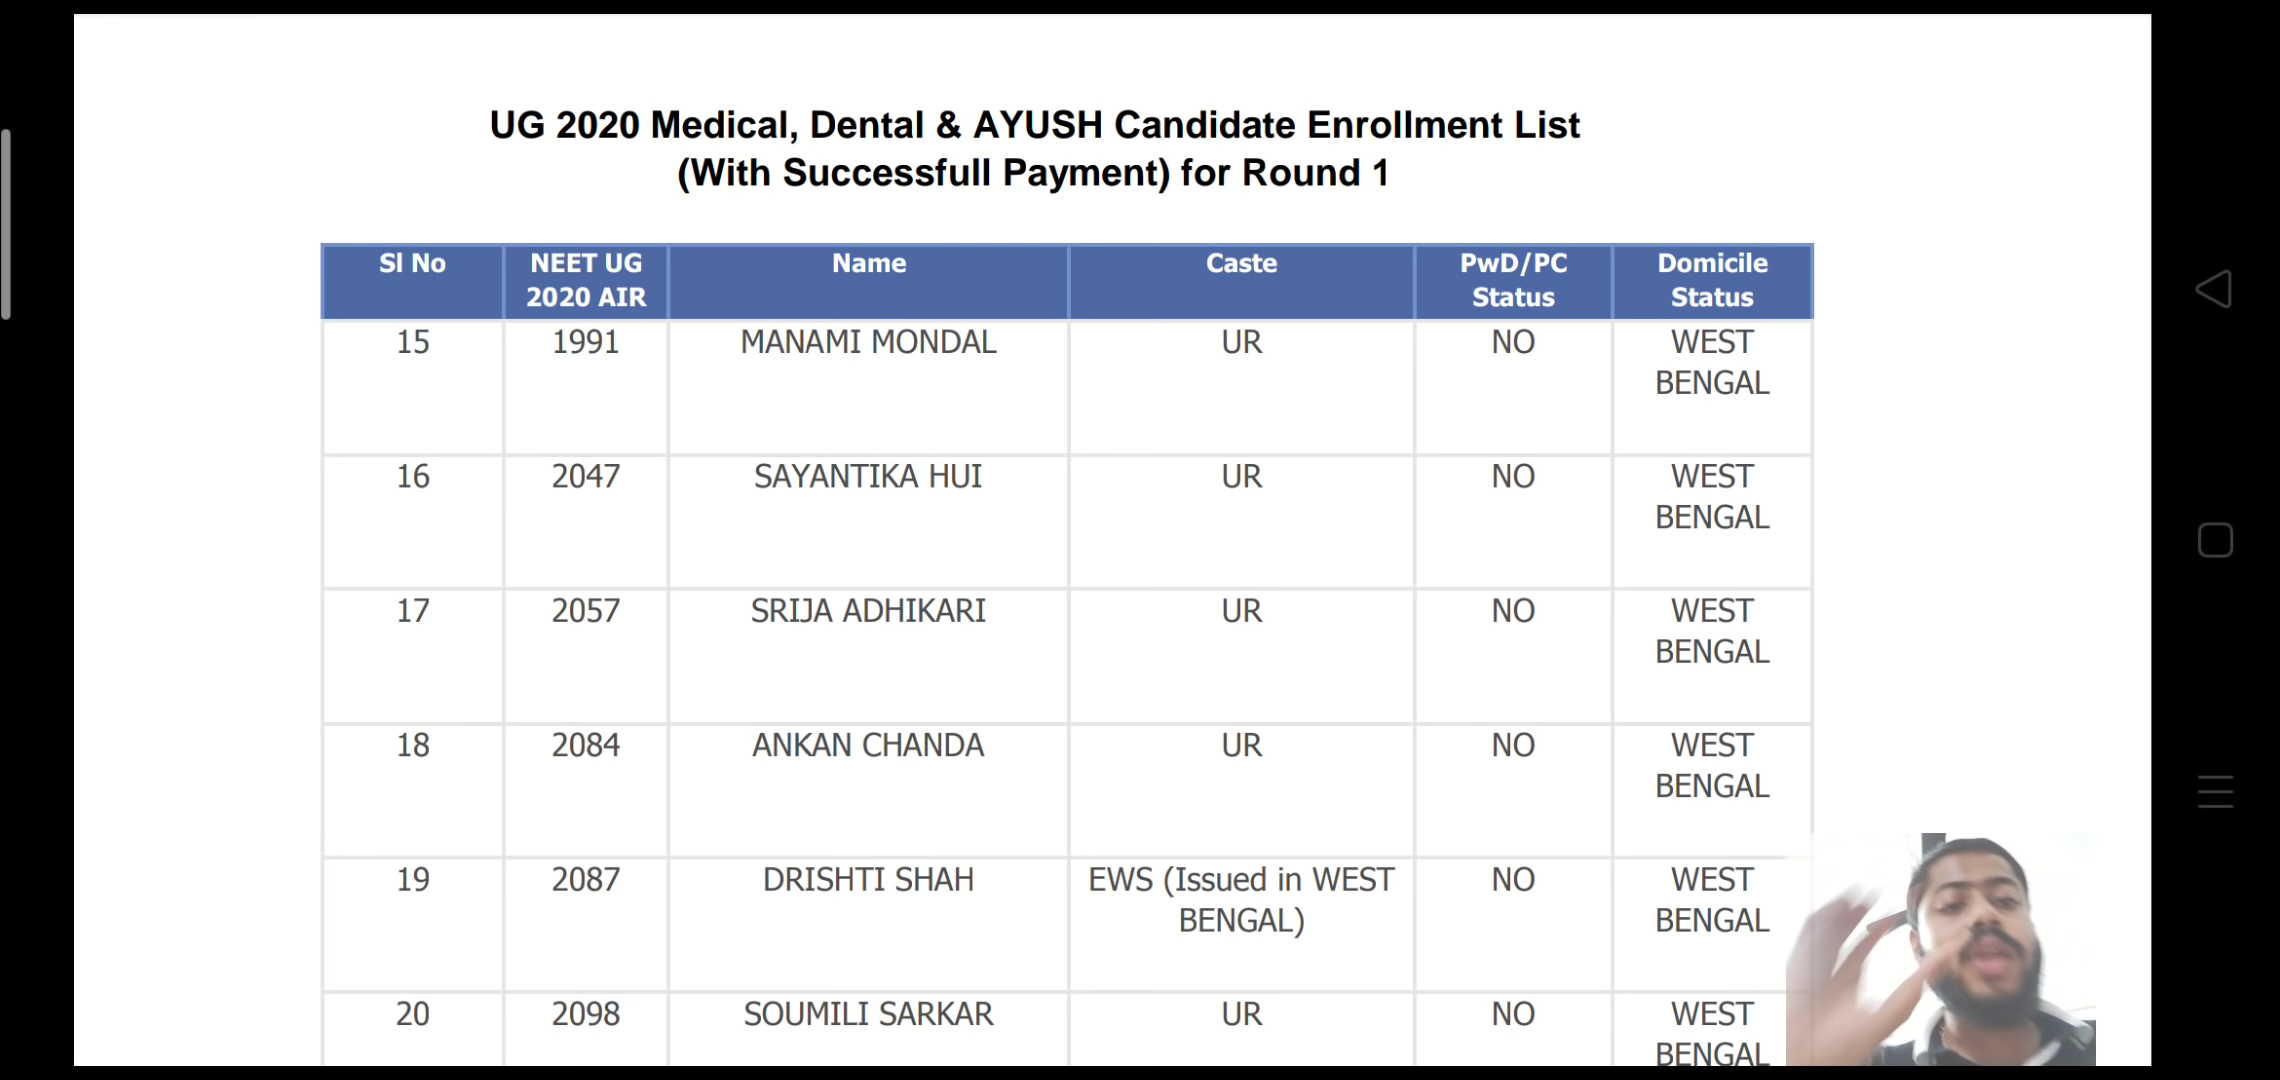 UG 2020 Medical, Dental & AYUSH Candidate Enrollment List
(With Successfull Payment) for Round 1
Sl No NEET UG 2020 AIR Name Caste PwD/PC Status Domicile Status
15 1991 MANAMI MONDAL UR NO WEST BENGAL
16 2047 SAYANTIKA HUI UR NO WEST BENGAL
17 2057 SRIJA ADHIKARI UR NO WEST BENGAL
18 2084 ANKAN CHANDA UR NO WEST BENGAL
19 2087 DRISHTI SHAH EWS (Issued in WEST BENGAL) NO WEST BENGAL
20 2098 SOUMILI SARKAR UR NO WEST BENGAL